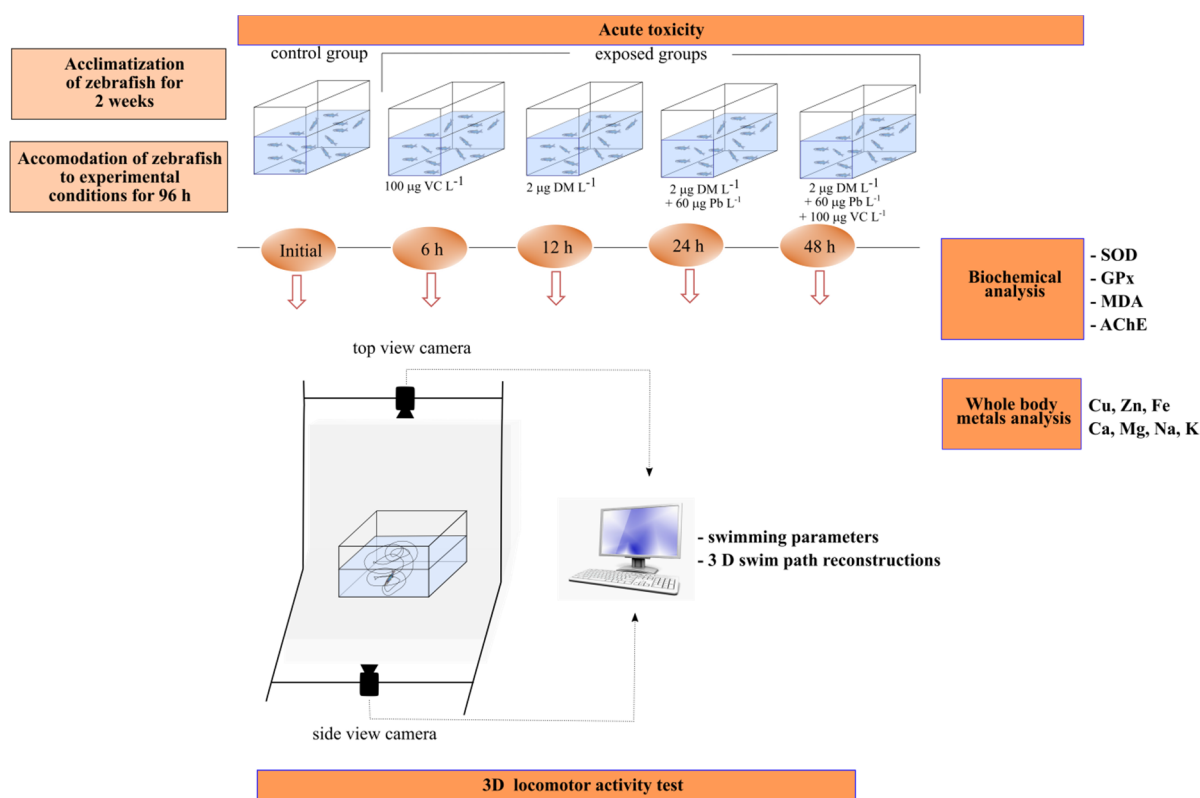 Acute toxicity
control group
exposed groups
Acclimatization
of zebrafish for
2 weeks
Accomodation of zebrafish
to experimental
conditions for 96 h
100 µg VC L⁻¹
2 µg DM L⁻¹
2 µg DM L⁻¹
+ 60 µg Pb L⁻¹
2 µg DM L⁻¹
+ 60 µg Pb L⁻¹
+ 100 µg VC L⁻¹
Initial
6 h
12 h
24 h
48 h
Biochemical
analysis
- SOD
- GPx
- MDA
- AChE
top view camera
Whole body
metals analysis
Cu, Zn, Fe
Ca, Mg, Na, K
- swimming parameters
- 3 D swim path reconstructions
side view camera
3D locomotor activity test